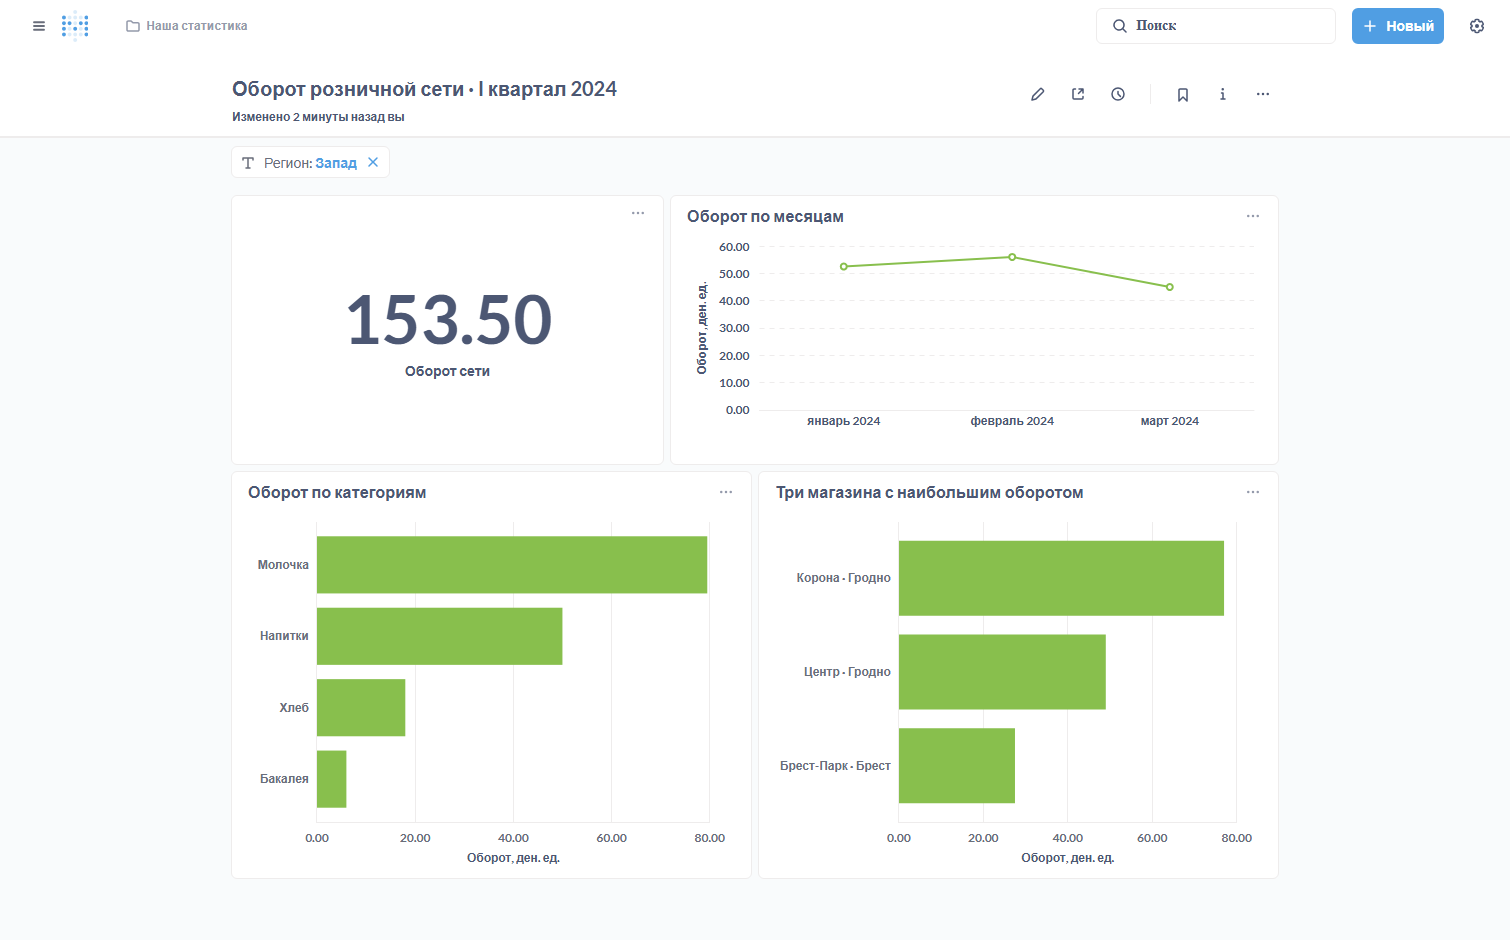 Наша статистика
Поиск
Новый
Оборот розничной сети · I квартал 2024
Изменено 2 минуты назад вы
Регион: Запад
153.50
Оборот сети
Оборот по месяцам
60.00
50.00
40.00
30.00
20.00
10.00
0.00
Оборот, ден. ед.
январь 2024
февраль 2024
март 2024
Оборот по категориям
Молочка
Напитки
Хлеб
Бакалея
0.00
20.00
40.00
60.00
80.00
Оборот, ден. ед.
Три магазина с наибольшим оборотом
Корона · Гродно
Центр · Гродно
Брест-Парк · Брест
0.00
20.00
40.00
60.00
80.00
Оборот, ден. ед.